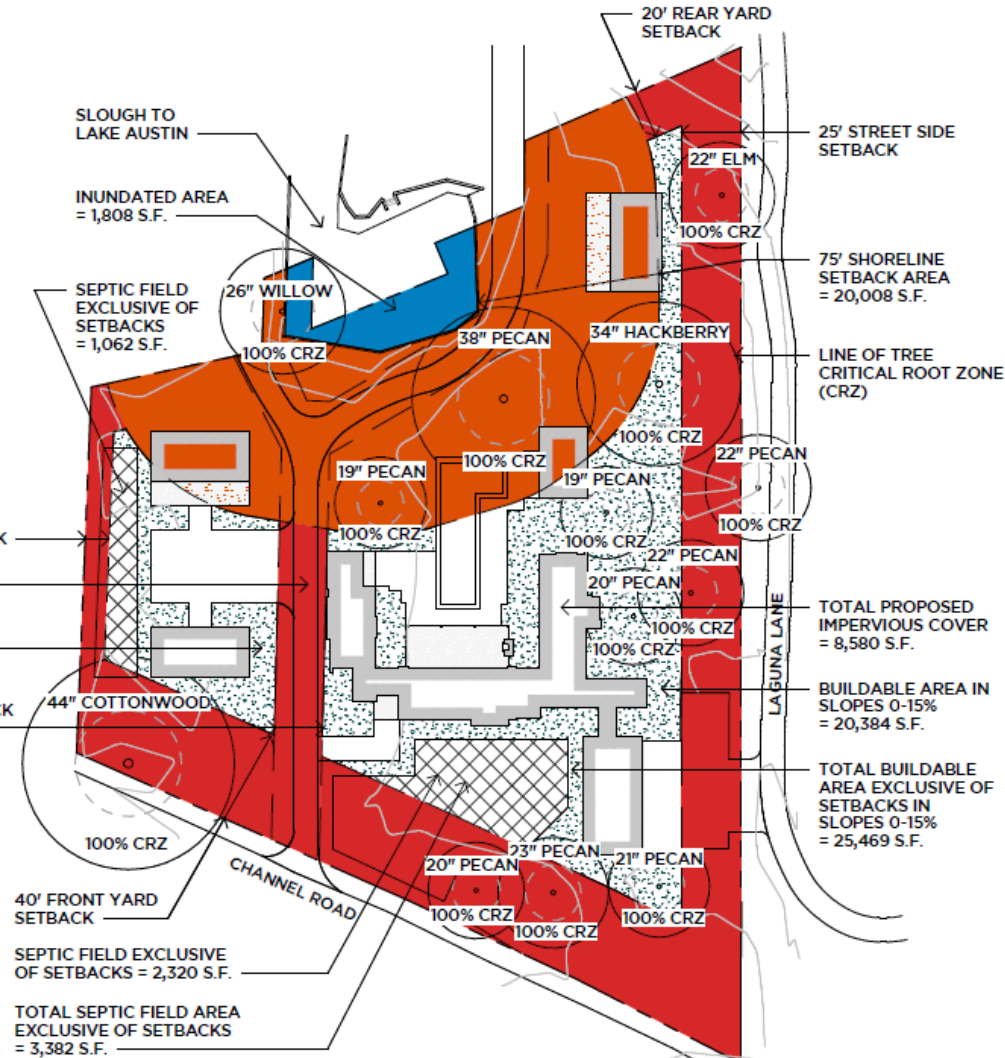 20' REAR YARD
SETBACK
SLOUGH TO
LAKE AUSTIN
25' STREET SIDE
SETBACK
22" ELM
100% CRZ
INUNDATED AREA
= 1,808 S.F.
75' SHORELINE
SETBACK AREA
= 20,008 S.F.
SEPTIC FIELD
EXCLUSIVE OF
SETBACKS
= 1,062 S.F.
26" WILLOW
100% CRZ
38" PECAN
100% CRZ
34" HACKBERRY
100% CRZ
LINE OF TREE
CRITICAL ROOT ZONE
(CRZ)
19" PECAN
100% CRZ
19" PECAN
100% CRZ
22" PECAN
100% CRZ
K
22" PECAN
100% CRZ
20" PECAN
100% CRZ
TOTAL PROPOSED
IMPERVIOUS COVER
= 8,580 S.F.
LAGUNA LANE
BUILDABLE AREA IN
SLOPES 0-15%
= 20,384 S.F.
CK
44" COTTONWOOD
100% CRZ
TOTAL BUILDABLE
AREA EXCLUSIVE OF
SETBACKS IN
SLOPES 0-15%
= 25,469 S.F.
CHANNEL ROAD
20" PECAN
100% CRZ
23" PECAN
100% CRZ
21" PECAN
100% CRZ
40' FRONT YARD
SETBACK
SEPTIC FIELD EXCLUSIVE
OF SETBACKS = 2,320 S.F.
TOTAL SEPTIC FIELD AREA
EXCLUSIVE OF SETBACKS
= 3,382 S.F.